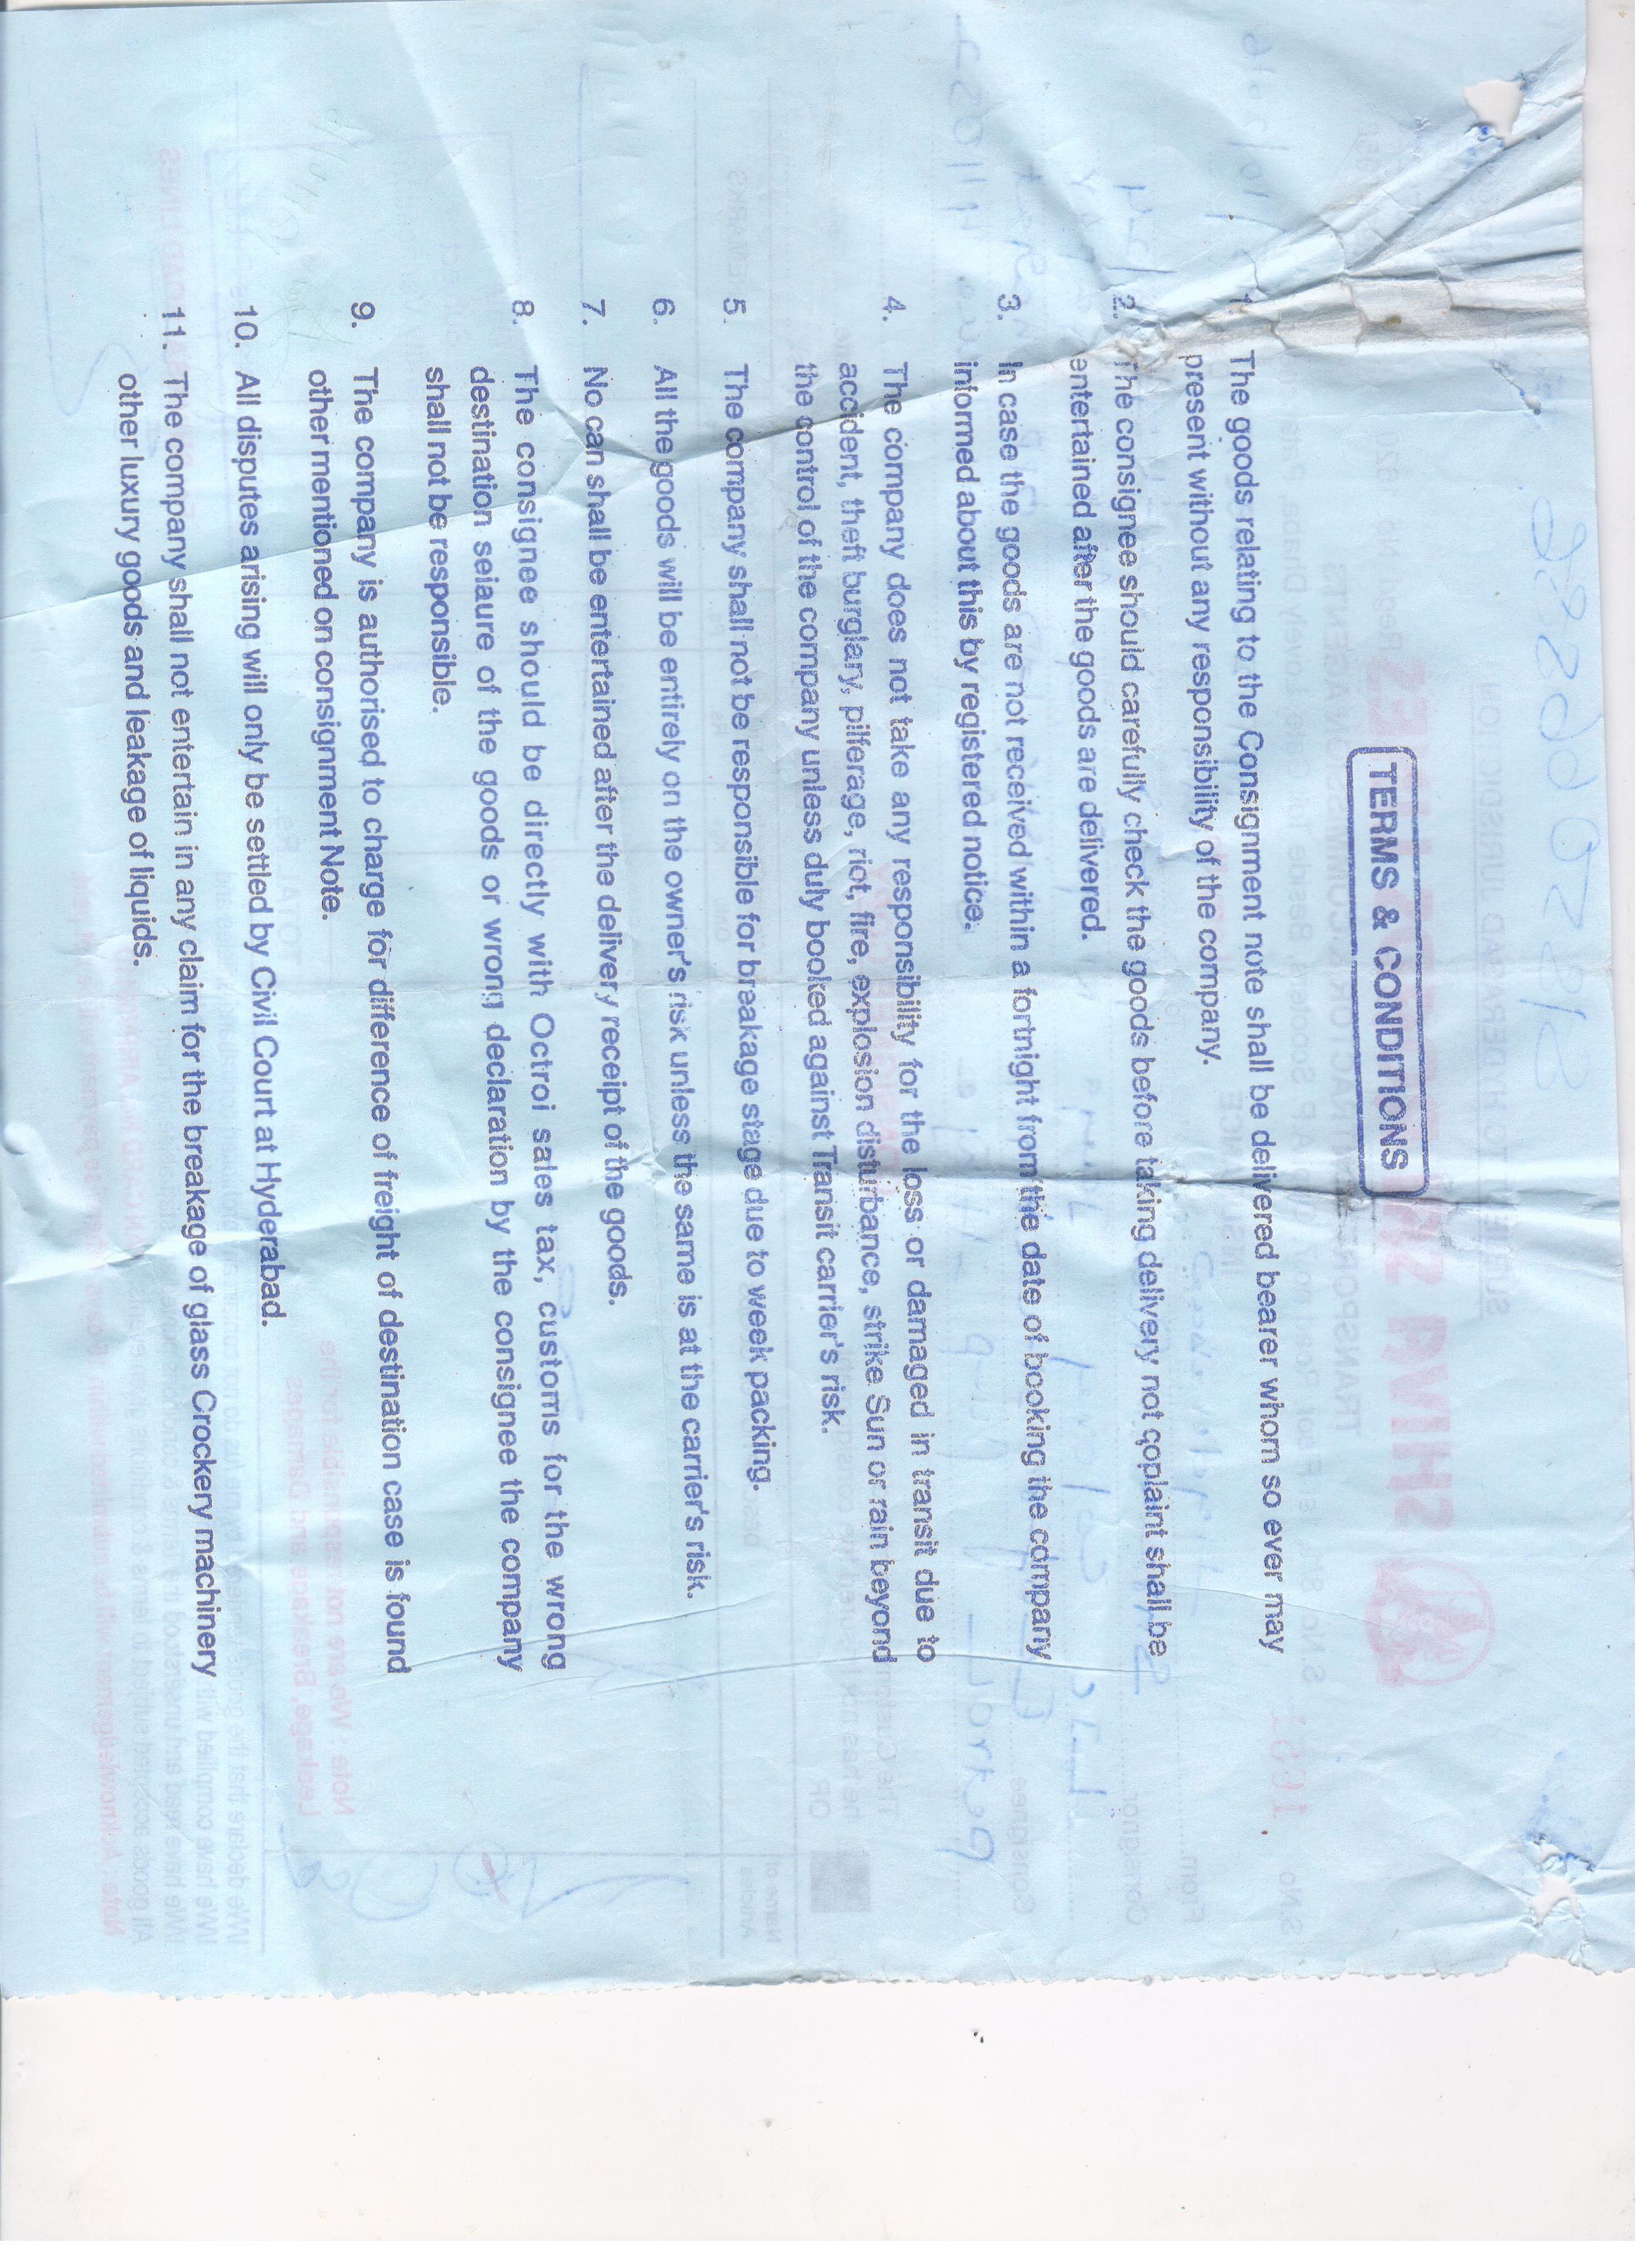 TERMS & CONDITIONS
1. The goods relating to the Consignment note shall be delivered bearer whom so ever may
present without any responsibility of the company.
2. The consignee should carefully check the goods before taking delivery not coplaint shall be
entertained after the goods are delivered.
3. In case the goods are not received within a fortnight from the date of booking the company
informed about this by registered notice.
4. The company does not take any responsibility for the loss or damaged in transit due to
accident, theft burglary, pilferage, riot, fire, explosion disturbance, strike Sun or rain beyond
the control of the company unless duly booked against Transit carrier's risk.
5. The company shall not be responsible for breakage stage due to week packing.
6. All the goods will be entirely on the owner's risk unless the same is at the carrier's risk.
7. No can shall be entertained after the delivery receipt of the goods.
8. The consignee should be directly with Octroi sales tax, customs for the wrong
destination seiaure of the goods or wrong declaration by the consignee the company
shall not be responsible.
9. The company is authorised to charge for difference of freight of destination case is found
other mentioned on consignment Note.
10. All disputes arising will only be settled by Civil Court at Hyderabad.
11. The company shall not entertain in any claim for the breakage of glass Crockery machinery
other luxury goods and leakage of liquids.